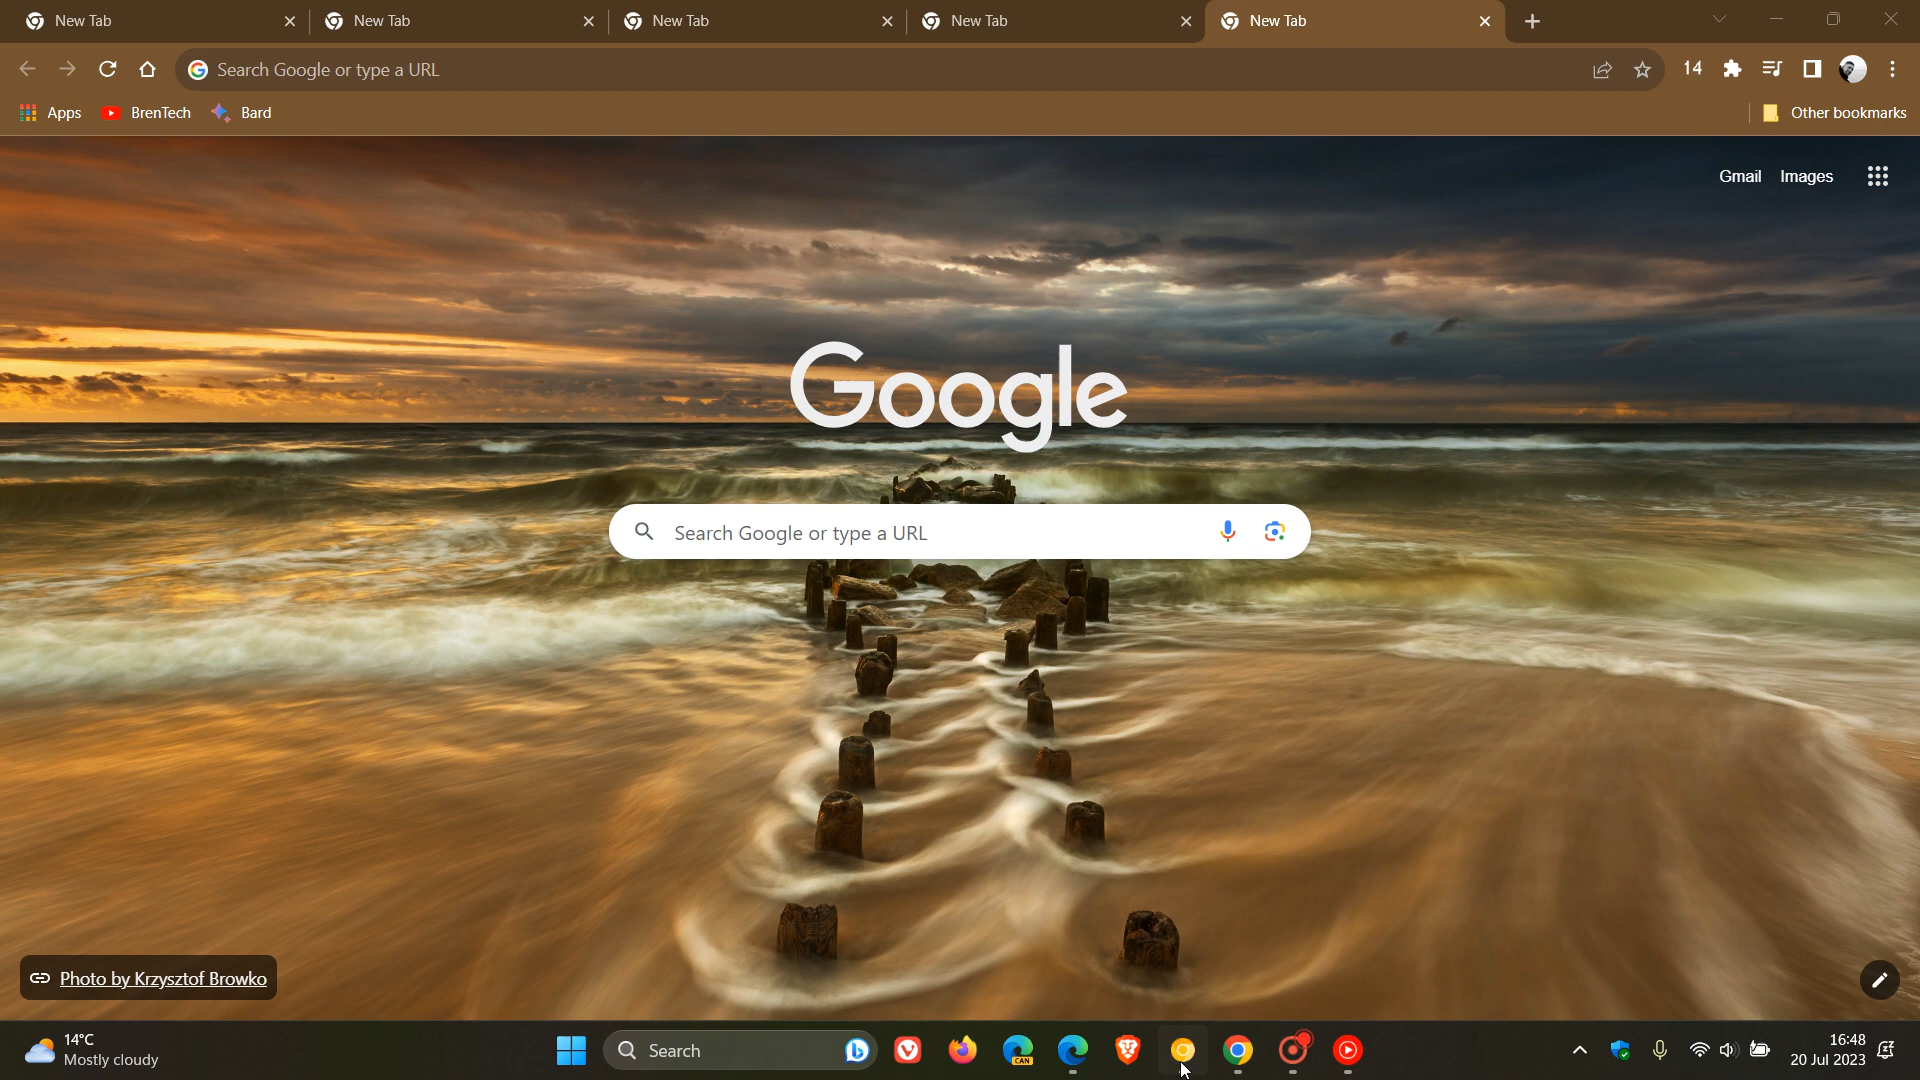 New Tab
New Tab
New Tab
New Tab
New Tab
Search Google or type a URL
14
Apps
BrenTech
Bard
Other bookmarks
Gmail
Images
Google
Search Google or type a URL
Photo by Krzysztof Browko
14°C
Mostly cloudy
Search
CAN
16:48
20 Jul 2023